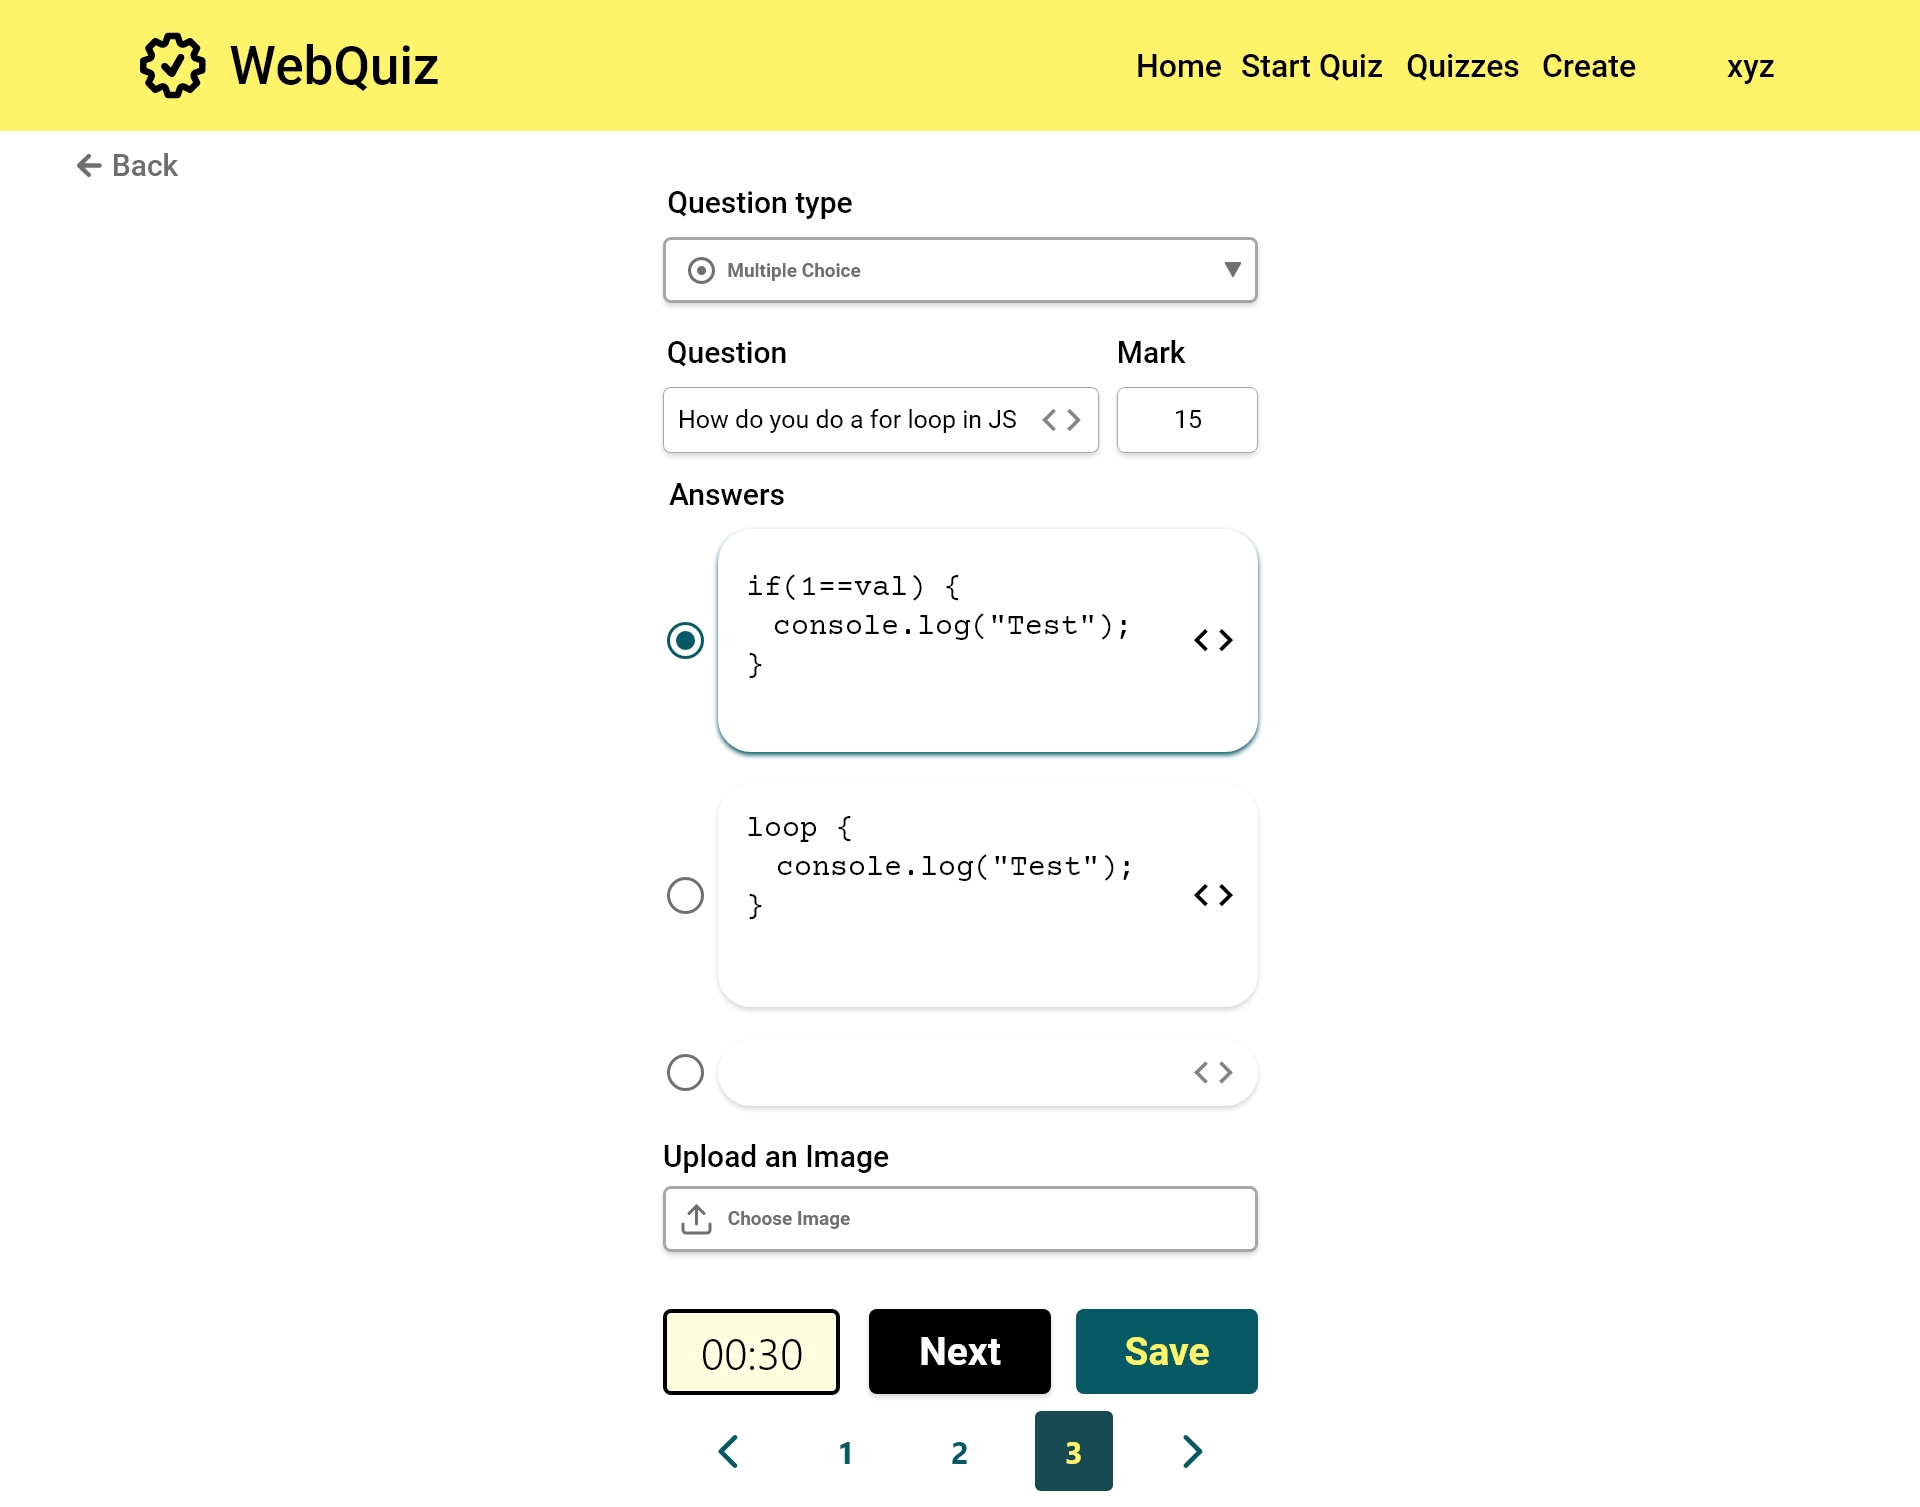 WebQuiz
Home Start Quiz Quizzes Create xyz
Back
Question type
Multiple Choice
Question Mark
How do you do a for loop in JS < > 15
Answers
if(1==val) {
console.log("Test");
}
< >
loop {
console.log("Test");
}
< >
< >
Upload an Image
Choose Image
00:30 Next Save
1 2 3